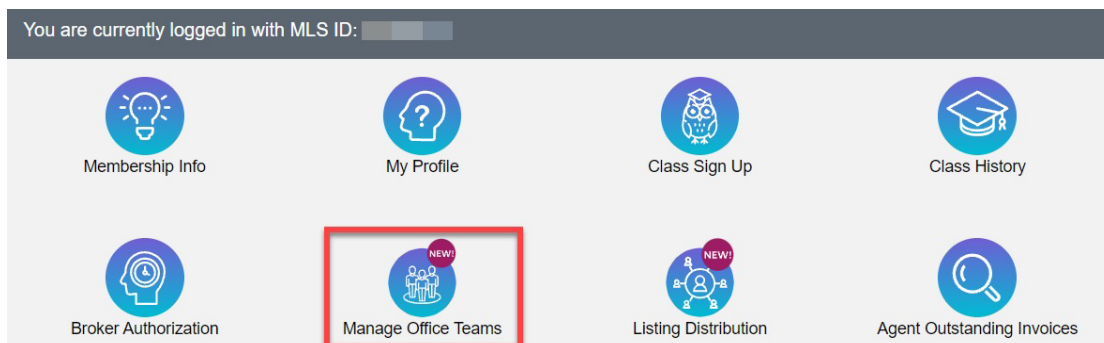 You are currently logged in with MLS ID:
Membership Info
My Profile
?
Class Sign Up
Class History
Broker Authorization
NEW!
Manage Office Teams
NEW!
Listing Distribution
Agent Outstanding Invoices